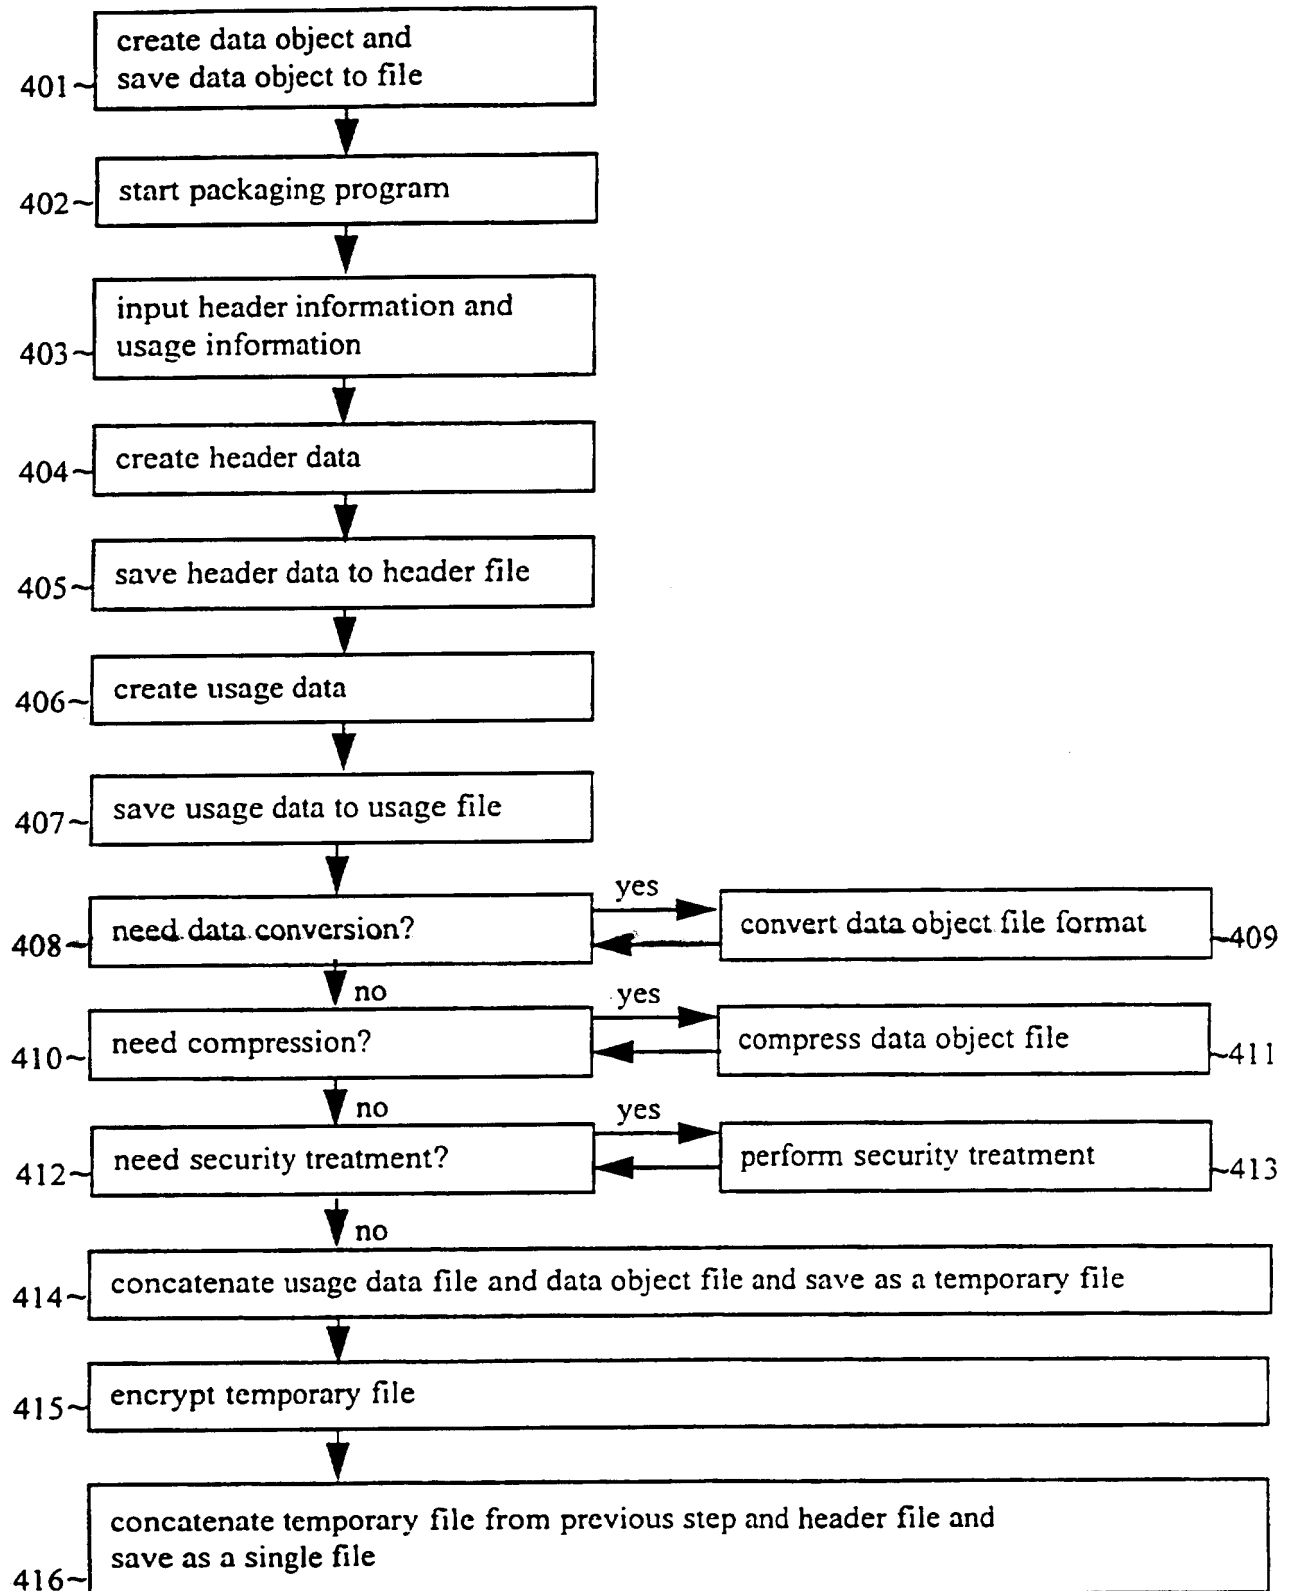 create data object and
save data object to file
401~
start packaging program
402~
input header information and
usage information
403~
create header data
404~
save header data to header file
405~
create usage data
406~
save usage data to usage file
407~
yes
need data conversion?
convert data object file format
408~
~409
no
yes
need compression?
compress data object file
410~
~411
no
yes
need security treatment?
perform security treatment
412~
~413
no
concatenate usage data file and data object file and save as a temporary file
414~
encrypt temporary file
415~
concatenate temporary file from previous step and header file and
save as a single file
416~